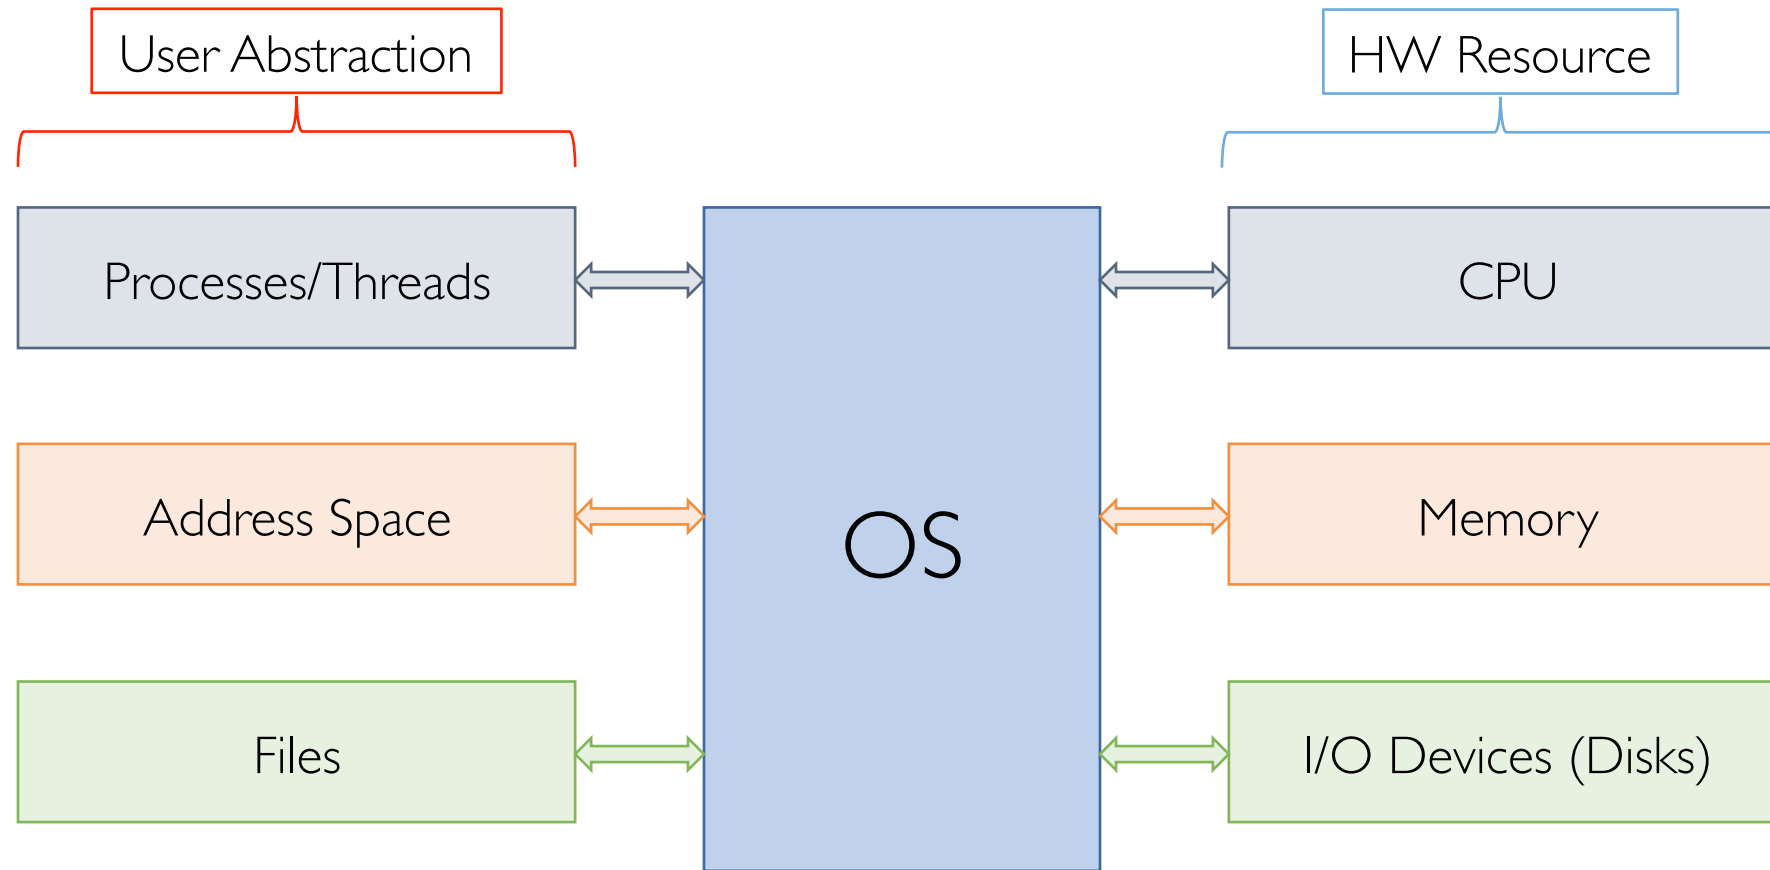 User Abstraction
HW Resource
Processes/Threads
CPU
Address Space
OS
Memory
Files
I/O Devices (Disks)